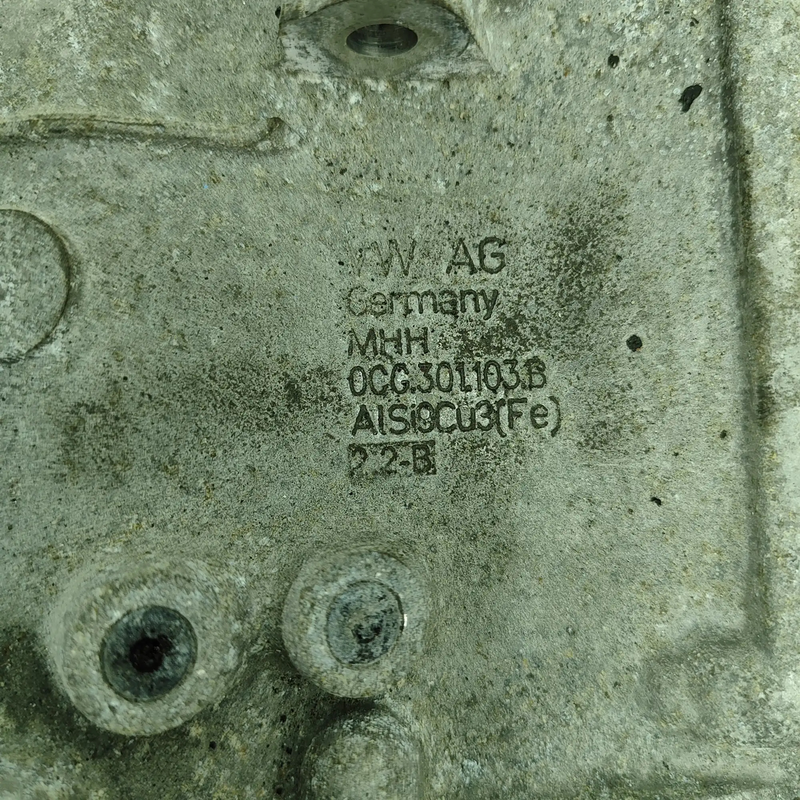 VW AG
Germany
MHH
0CG.301.103.B
AlSi9Cu3(Fe)
2.2-B